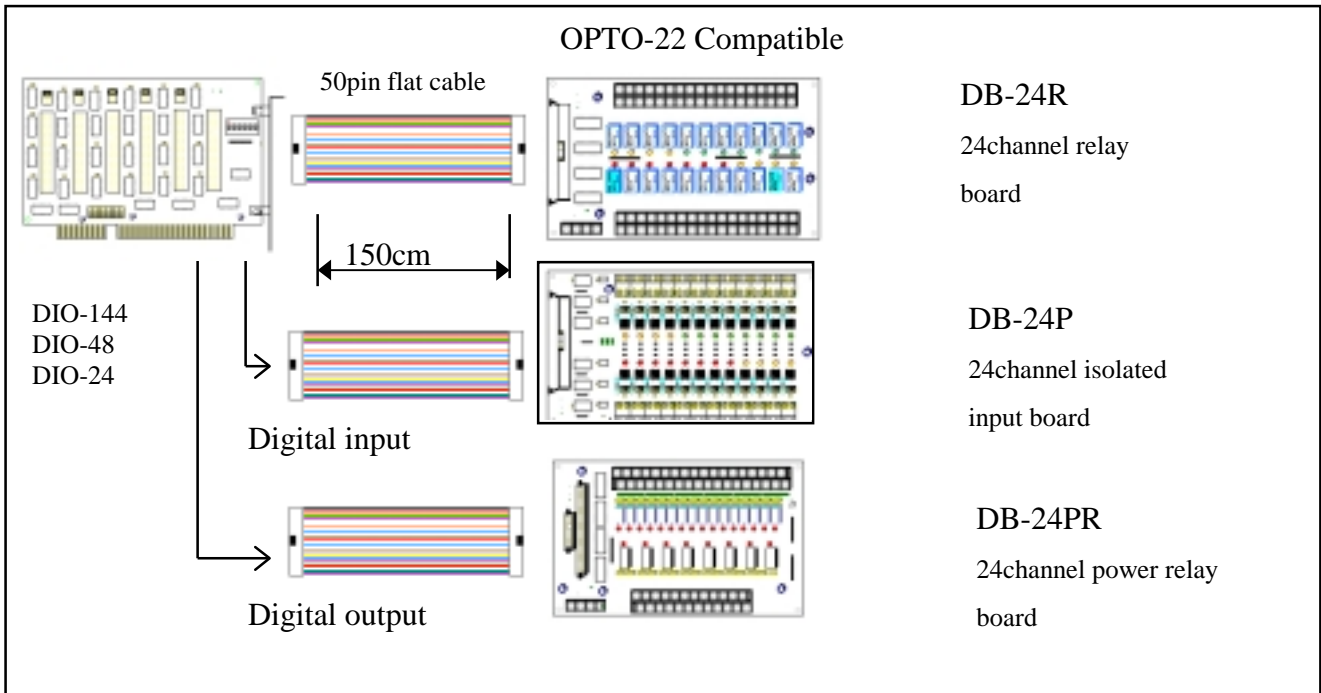 OPTO-22 Compatible
50pin flat cable
DB-24R
24channel relay
board
150cm
DIO-144
DIO-48
DIO-24
DB-24P
24channel isolated
input board
Digital input
DB-24PR
24channel power relay
board
Digital output